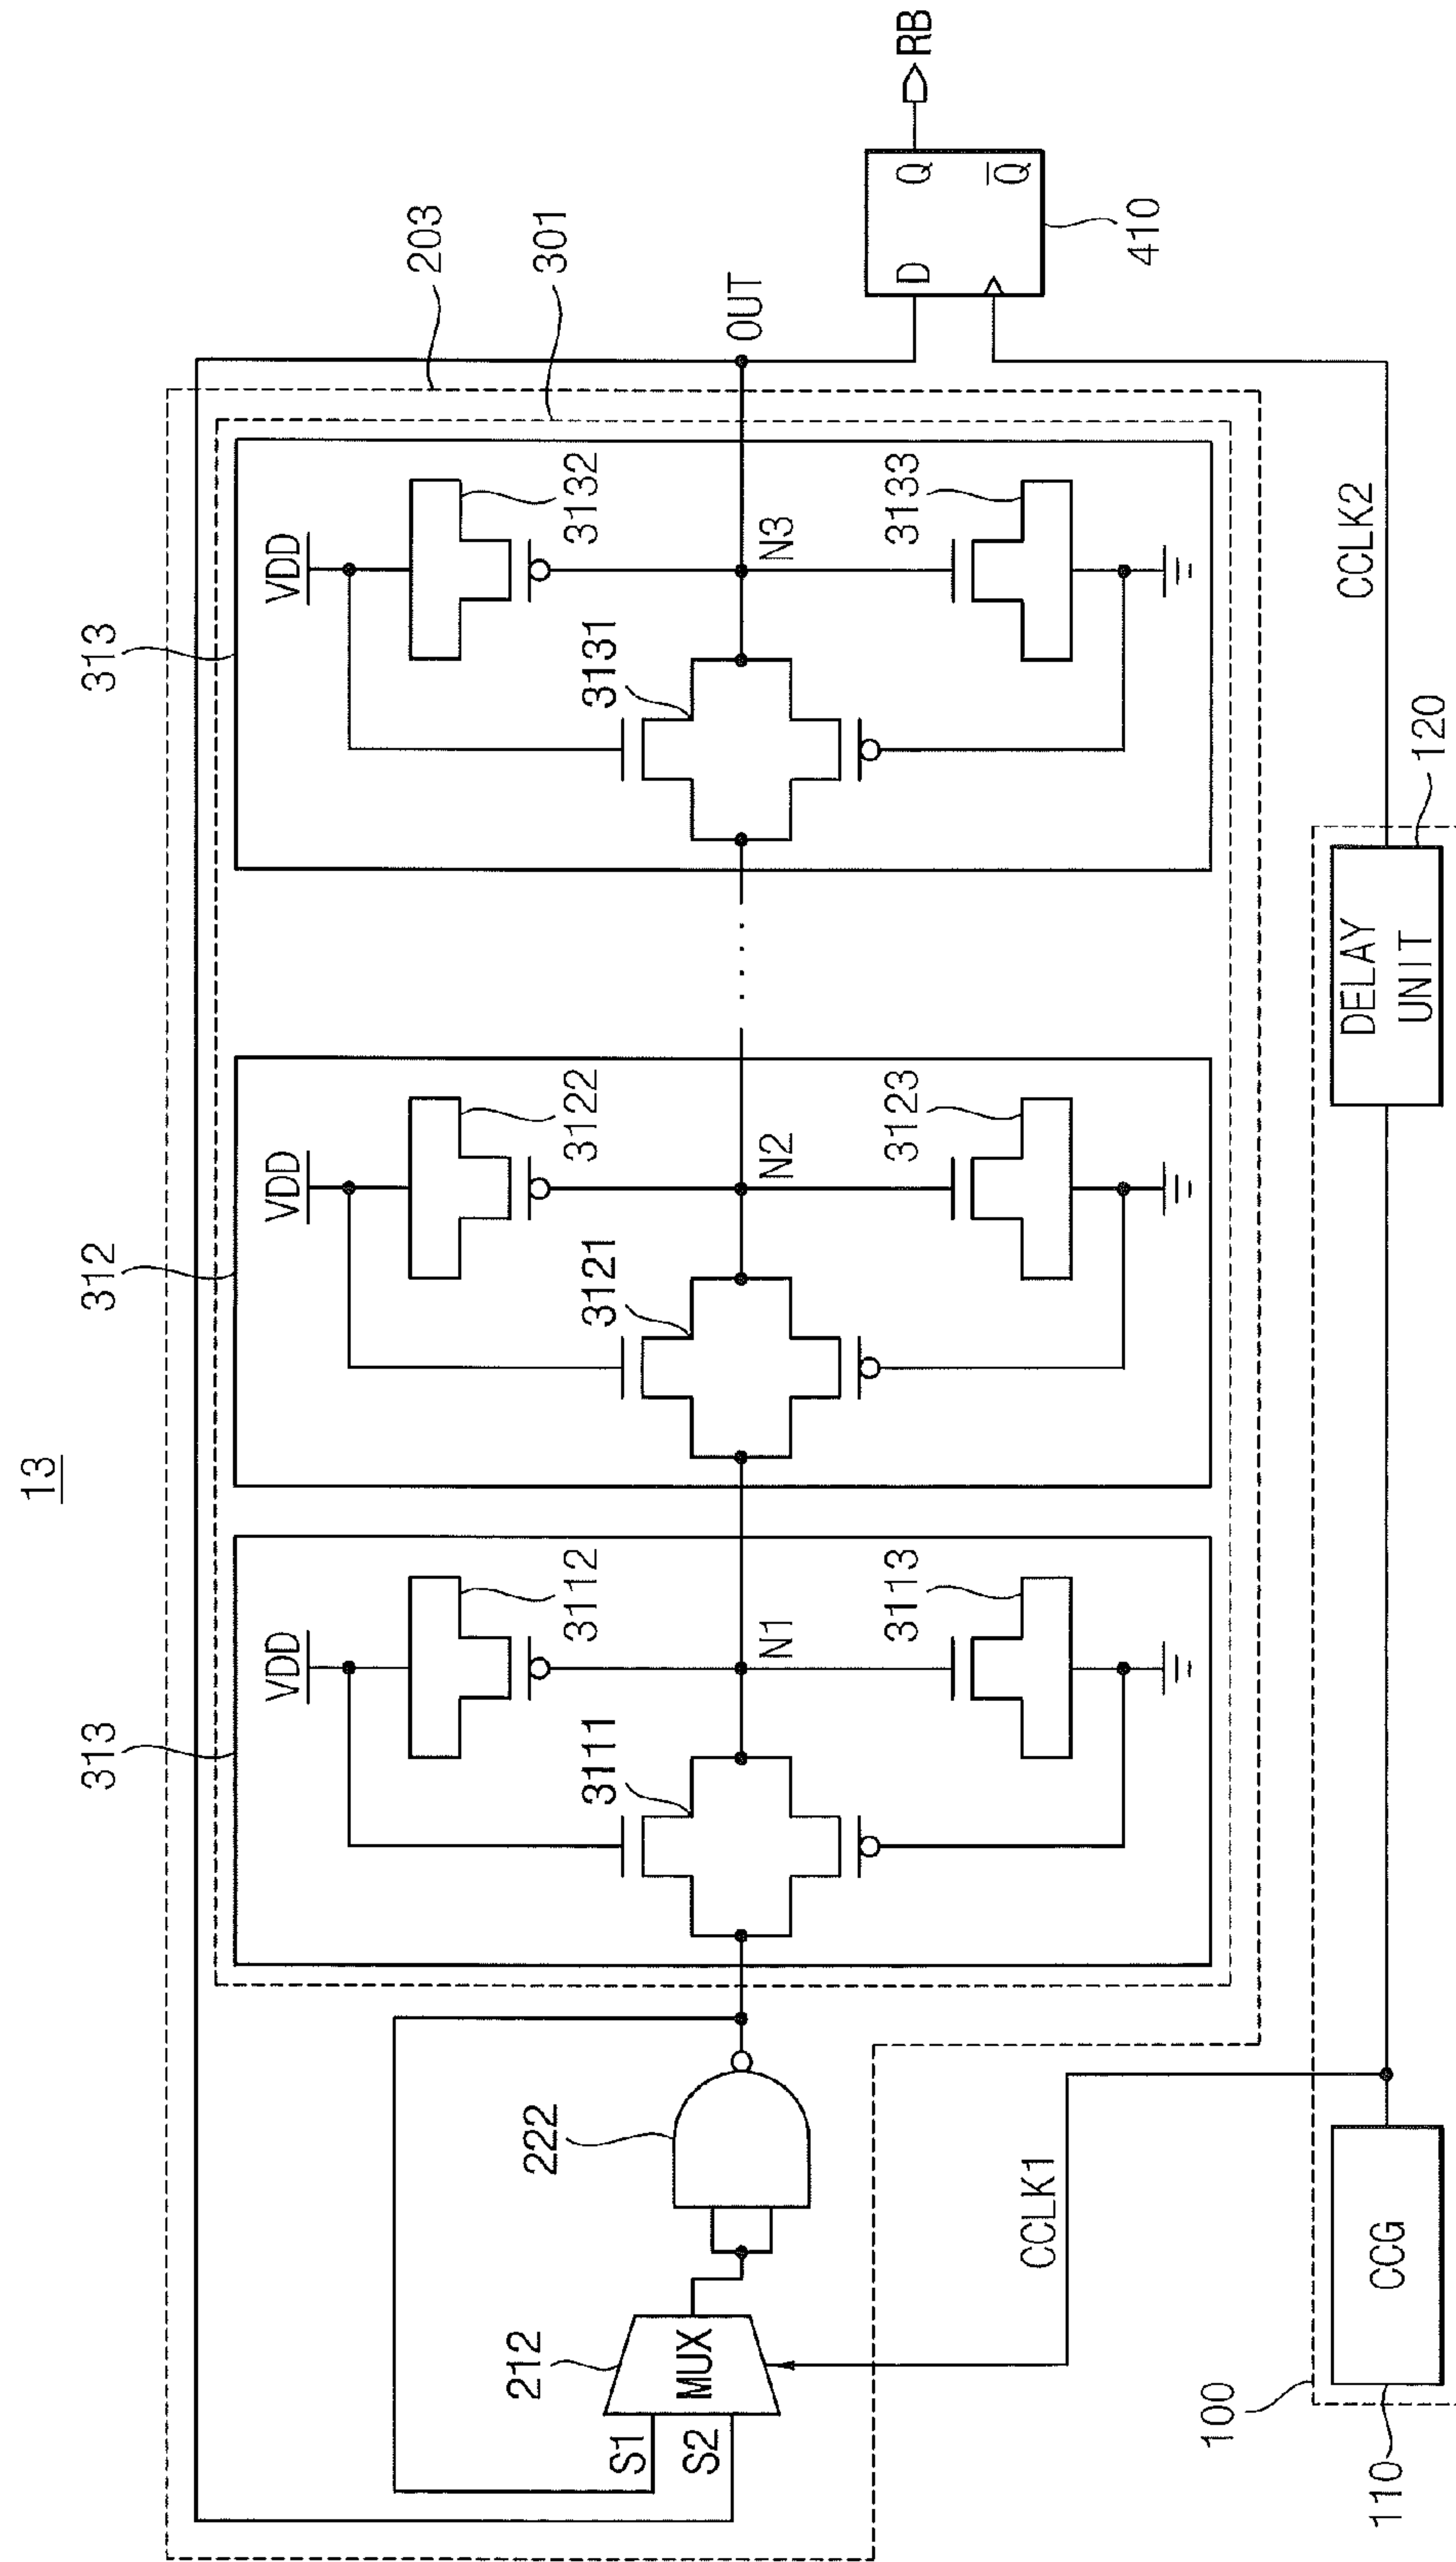 13
203
301
313
312
313
VDD
VDD
VDD
3112
3122
3132
3111
3121
3131
N1
N2
N3
OUT
3113
3123
3133
S1
S2
212
MUX
222
.....
D
Q
Q̅
RB
410
CCLK1
CCLK2
100
110
CCG
DELAY
UNIT
120